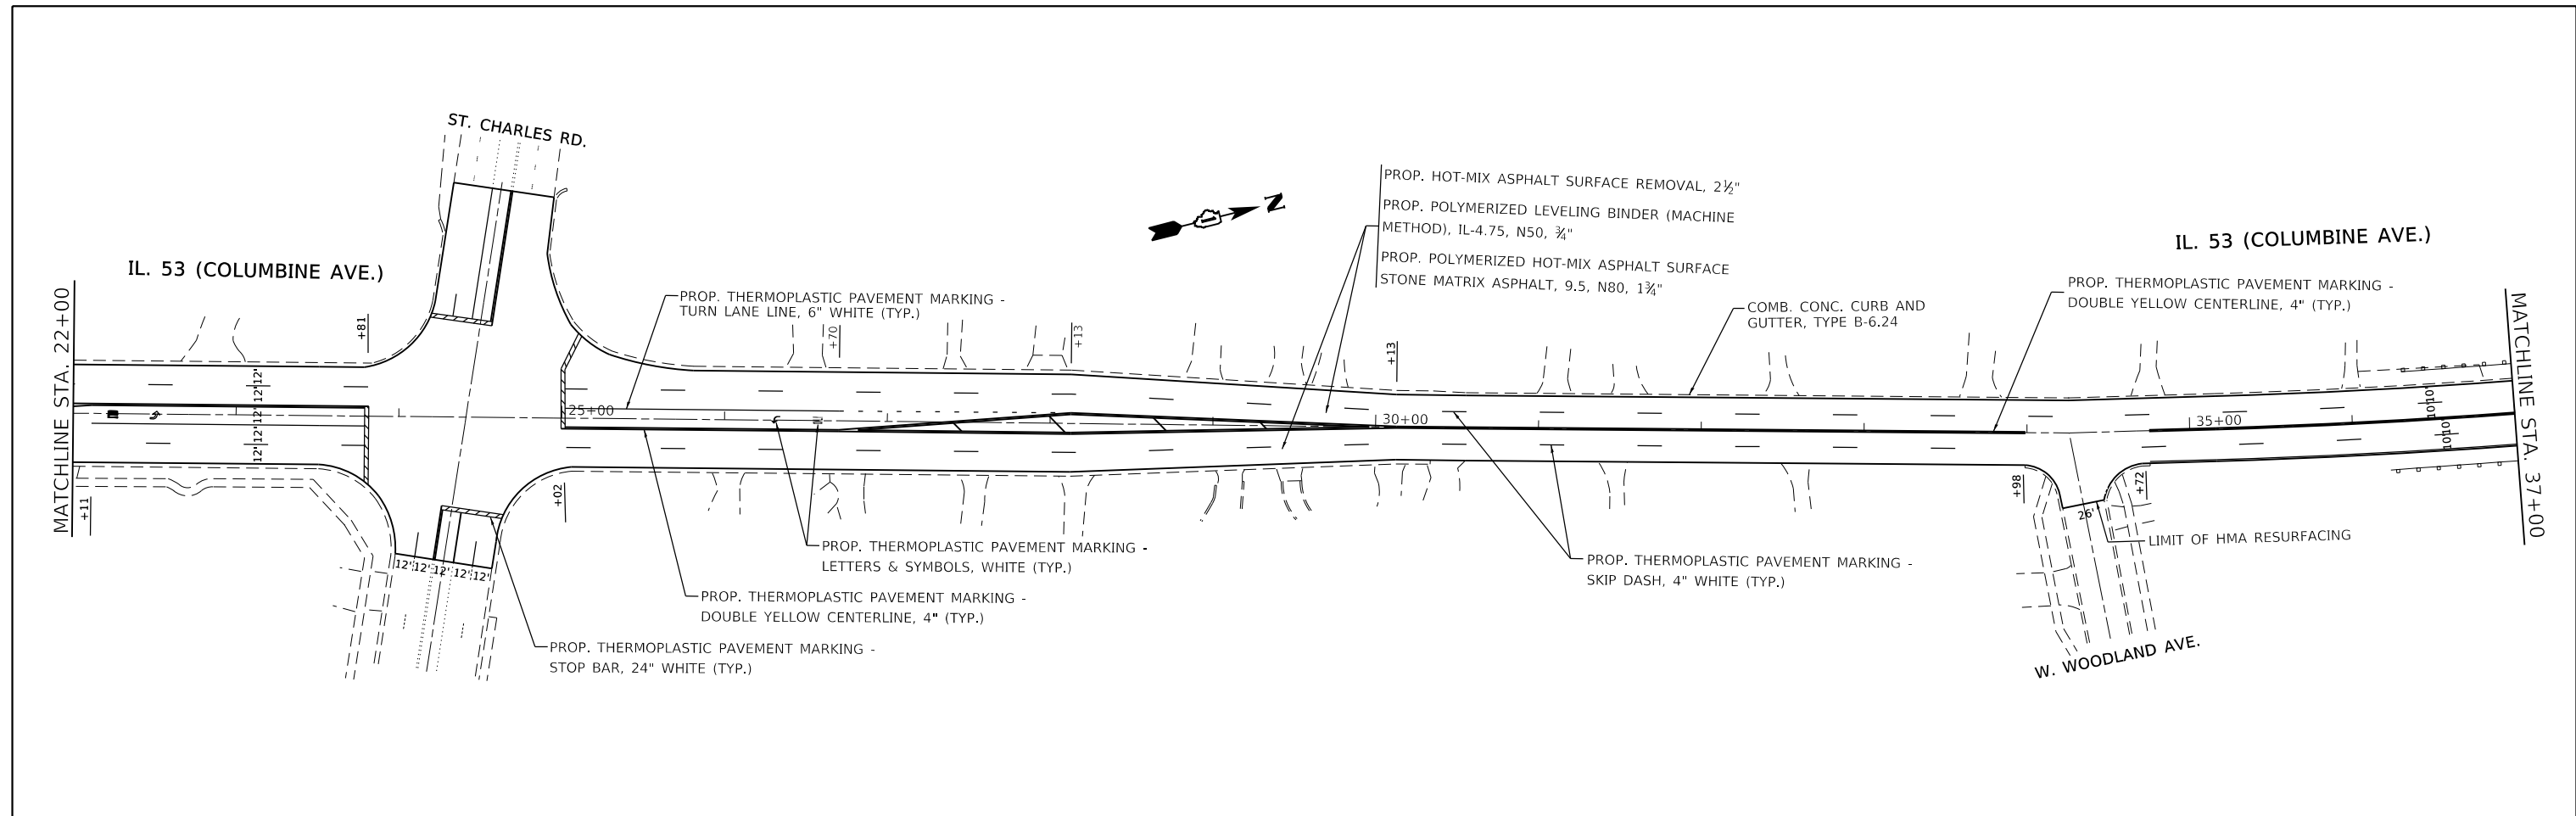 ST. CHARLES RD.
IL. 53 (COLUMBINE AVE.)
N
PROP. HOT-MIX ASPHALT SURFACE REMOVAL, 2½"
PROP. POLYMERIZED LEVELING BINDER (MACHINE
METHOD), IL-4.75, N50, ¾"
PROP. POLYMERIZED HOT-MIX ASPHALT SURFACE
STONE MATRIX ASPHALT, 9.5, N80, 1¾"
IL. 53 (COLUMBINE AVE.)
PROP. THERMOPLASTIC PAVEMENT MARKING -
DOUBLE YELLOW CENTERLINE, 4" (TYP.)
PROP. THERMOPLASTIC PAVEMENT MARKING -
TURN LANE LINE, 6" WHITE (TYP.)
COMB. CONC. CURB AND
GUTTER, TYPE B-6.24
MATCHLINE STA. 22+00
MATCHLINE STA. 37+00
+81
+70
+13
+13
12' 12' 12' 12' 12'
25+00
30+00
35+00
10' 10'
10' 10'
+11
+02
+98
+72
26'
LIMIT OF HMA RESURFACING
PROP. THERMOPLASTIC PAVEMENT MARKING -
LETTERS & SYMBOLS, WHITE (TYP.)
PROP. THERMOPLASTIC PAVEMENT MARKING -
SKIP DASH, 4" WHITE (TYP.)
12' 12' 12' 12' 12'
PROP. THERMOPLASTIC PAVEMENT MARKING -
DOUBLE YELLOW CENTERLINE, 4" (TYP.)
PROP. THERMOPLASTIC PAVEMENT MARKING -
STOP BAR, 24" WHITE (TYP.)
W. WOODLAND AVE.